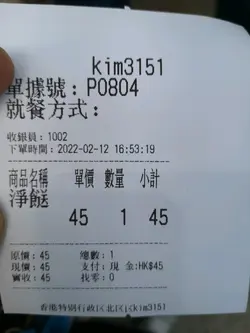 kim3151
單據號：P0804
就餐方式：
收銀員：1002
下單時間：2022-02-12 16:53:19
商品名稱 單價 數量 小計
淨餸
45 1 45
原價：45 總數：1
現價：45 支付：現 金:HK$45
實收：45 找零：0
香港特別行政區北区区kim3151